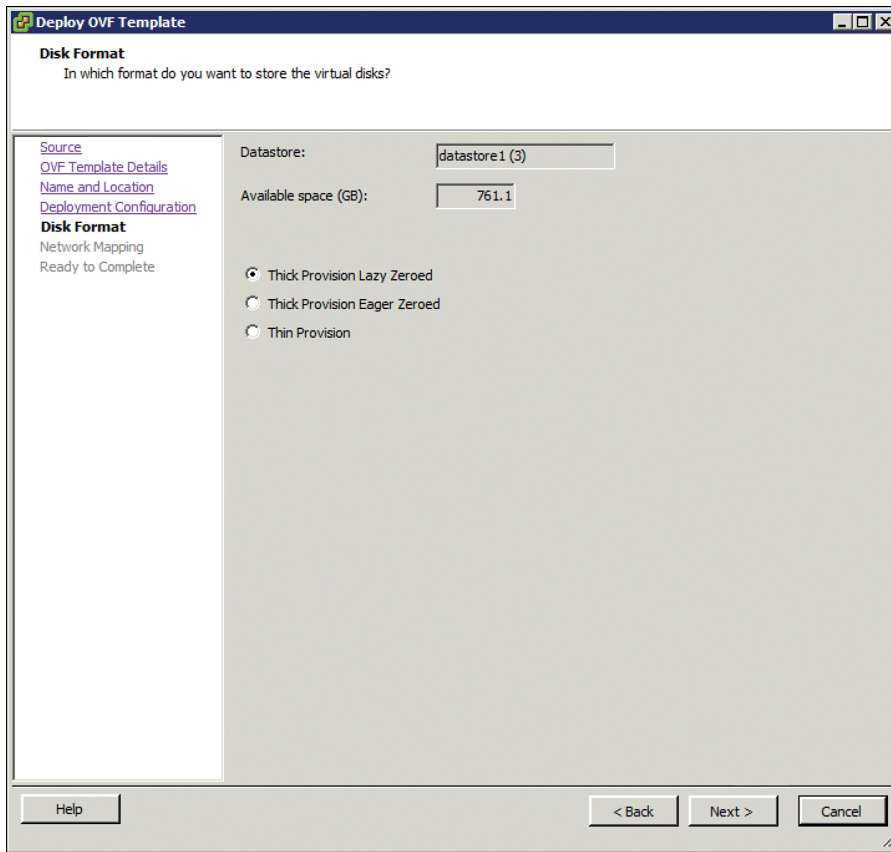 Deploy OVF Template
Disk Format
In which format do you want to store the virtual disks?
Source
OVF Template Details
Name and Location
Deployment Configuration
Disk Format
Network Mapping
Ready to Complete
Datastore: datastore1 (3)
Available space (GB): 761.1
Thick Provision Lazy Zeroed
Thick Provision Eager Zeroed
Thin Provision
Help < Back Next > Cancel